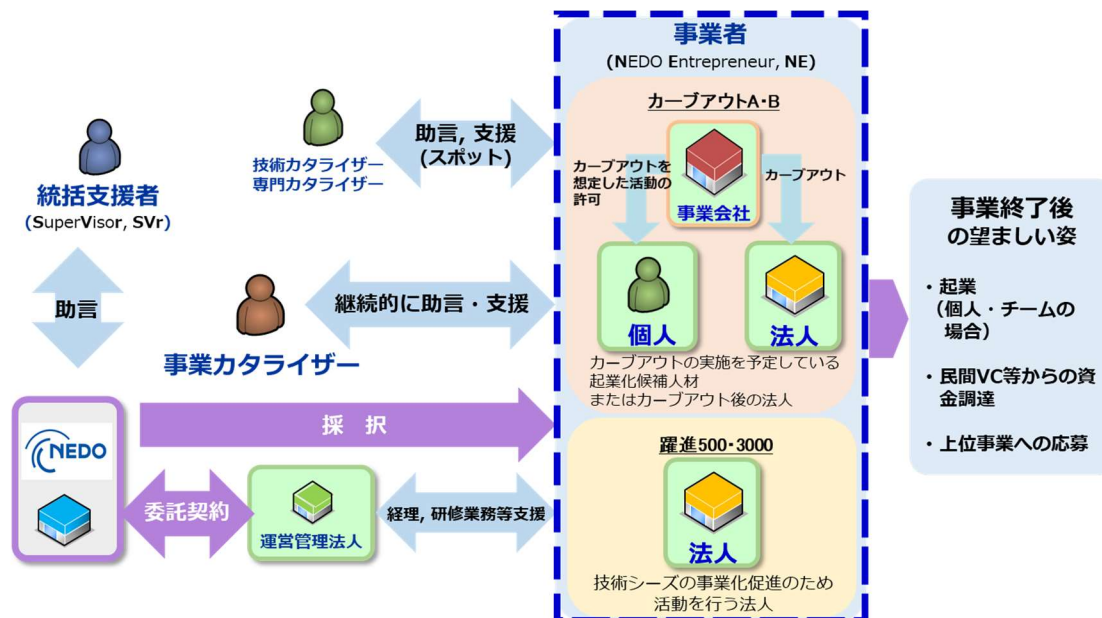 統括支援者
(SuperVisor, SVr)
助言
技術カタライザー
専門カタライザー
助言, 支援
(スポット)
事業カタライザー
継続的に助言・支援
採　択
NEDO
委託契約
運営管理法人
経理, 研修業務等支援
事業者
(NEDO Entrepreneur, NE)
カーブアウトA・B
カーブアウトを
想定した活動の
許可
事業会社
カーブアウト
個人
法人
カーブアウトの実施を予定している
起業化候補人材
またはカーブアウト後の法人
躍進500・3000
法人
技術シーズの事業化促進のため
活動を行う法人
事業終了後
の望ましい姿
・起業
（個人・チームの
場合）
・民間VC等からの資
金調達
・上位事業への応募